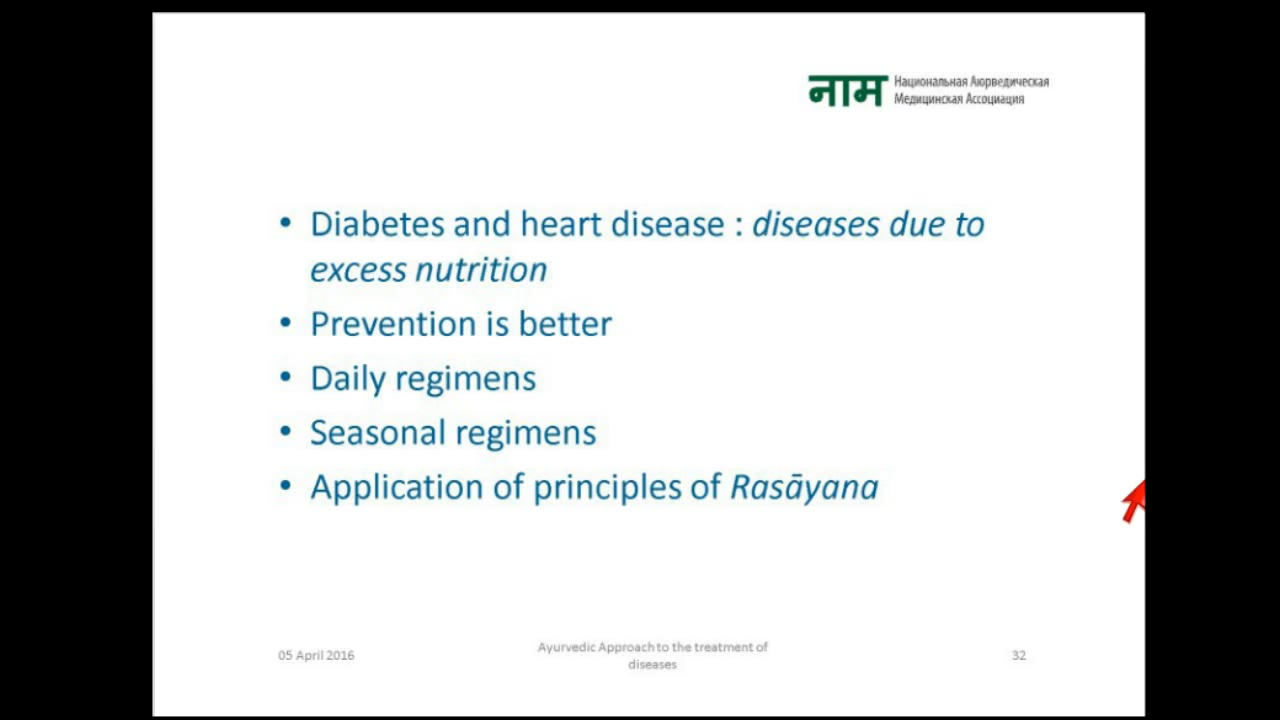 नाम
Национальная Аюрведическая
Медицинская Ассоциация
• Diabetes and heart disease : diseases due to
excess nutrition
• Prevention is better
• Daily regimens
• Seasonal regimens
• Application of principles of Rasāyana
05 April 2016
Ayurvedic Approach to the treatment of
diseases
32